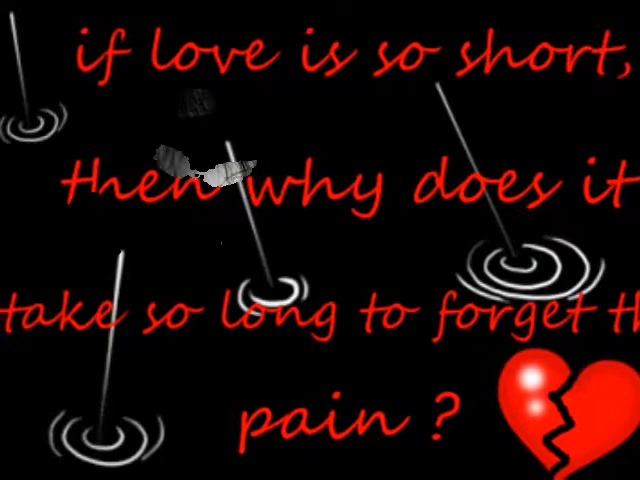 if love is so short,
then why does it
take so long to forget th
pain ?